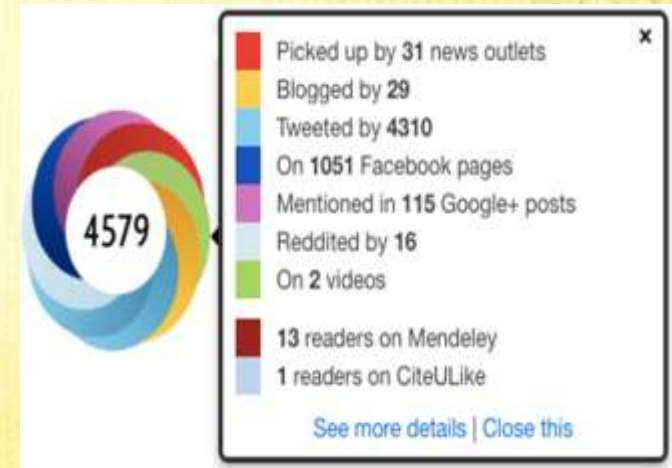 4579
x
Picked up by 31 news outlets
Blogged by 29
Tweeted by 4310
On 1051 Facebook pages
Mentioned in 115 Google+ posts
Reddited by 16
On 2 videos
13 readers on Mendeley
1 readers on CiteULike
See more details | Close this